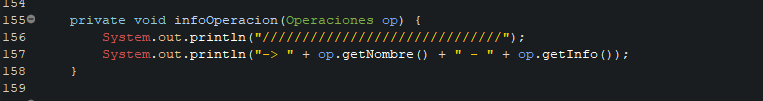 154
155 private void infoOperacion(Operaciones op) {
156 System.out.println("//////////////////////////////");
157 System.out.println("-> " + op.getNombre() + " - " + op.getInfo());
158 }
159